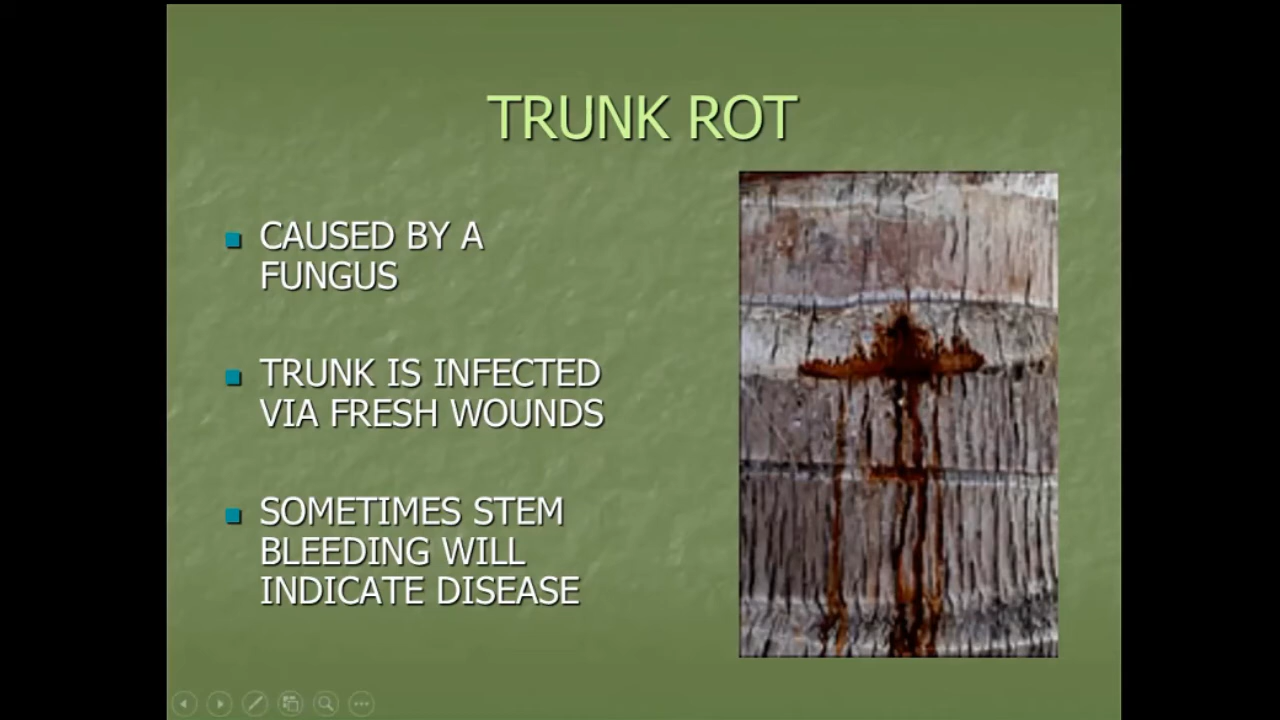 TRUNK ROT
CAUSED BY A
FUNGUS
TRUNK IS INFECTED
VIA FRESH WOUNDS
SOMETIMES STEM
BLEEDING WILL
INDICATE DISEASE